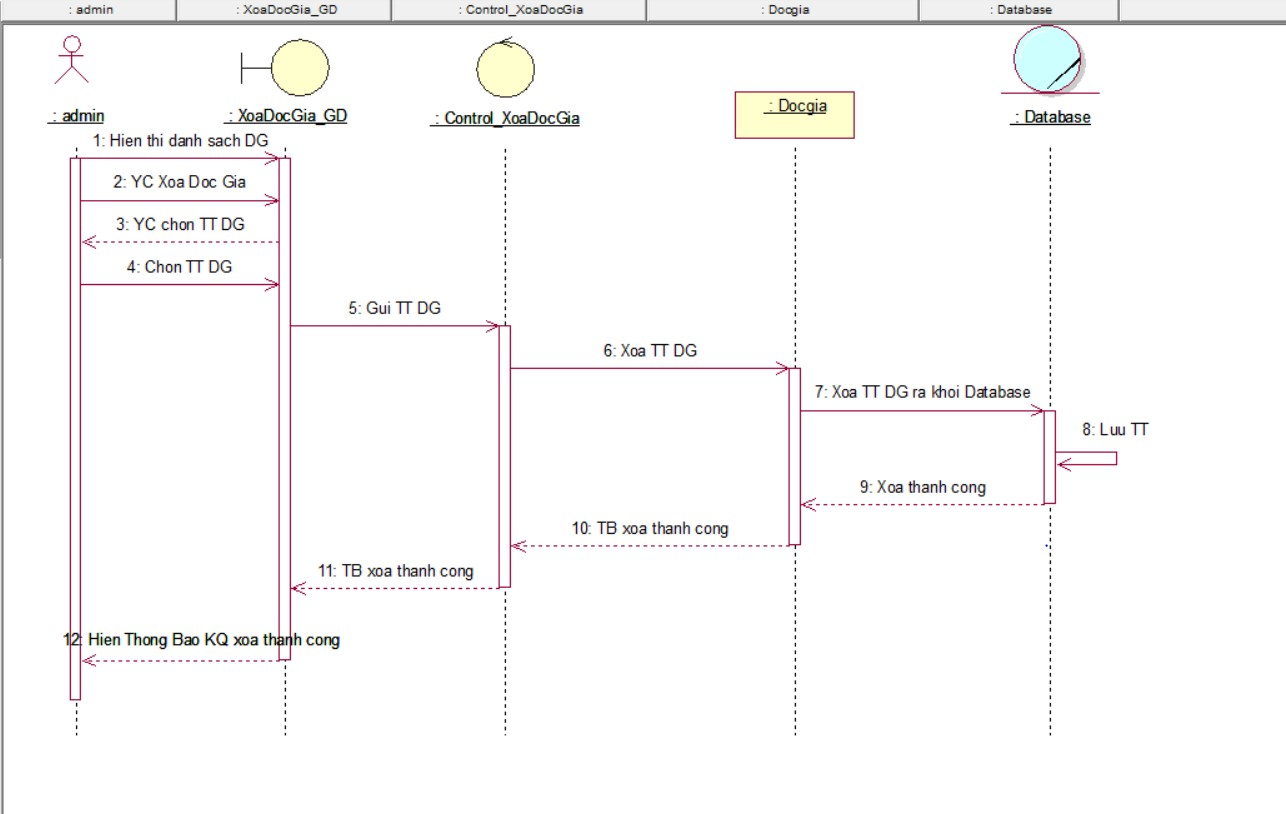 : admin
: XoaDocGia_GD
: Control_XoaDocGia
: Docgia
: Database
: admin
: XoaDocGia_GD
: Control_XoaDocGia
: Docgia
: Database
1: Hien thi danh sach DG
2: YC Xoa Doc Gia
3: YC chon TT DG
4: Chon TT DG
5: Gui TT DG
6: Xoa TT DG
7: Xoa TT DG ra khoi Database
8: Luu TT
9: Xoa thanh cong
10: TB xoa thanh cong
11: TB xoa thanh cong
12: Hien Thong Bao KQ xoa thanh cong